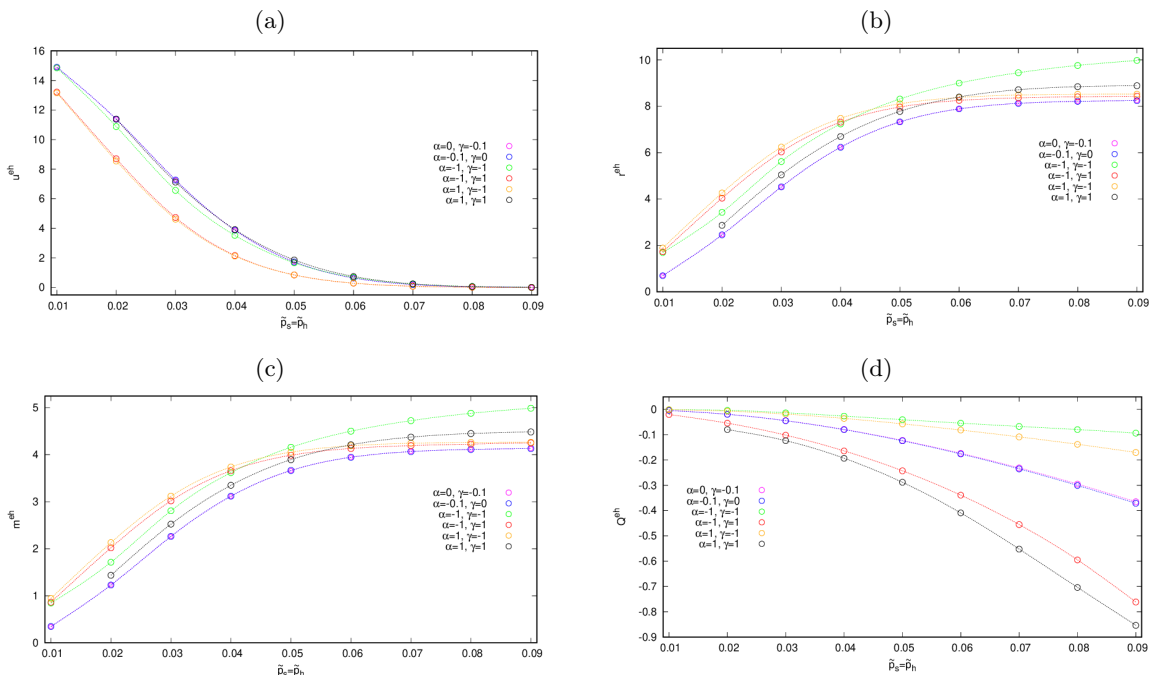 (a)
16
14
12
10
8
6
4
2
0
u^eh
0.01 0.02 0.03 0.04 0.05 0.06 0.07 0.08 0.09
p̃_s=p̃_h
α=0, γ=-0.1
α=-0.1, γ=0
α=-1, γ=-1
α=-1, γ=1
α=1, γ=-1
α=1, γ=1
(b)
10
8
6
4
2
0
r^eh
0.01 0.02 0.03 0.04 0.05 0.06 0.07 0.08 0.09
p̃_s=p̃_h
α=0, γ=-0.1
α=-0.1, γ=0
α=-1, γ=-1
α=-1, γ=1
α=1, γ=-1
α=1, γ=1
(c)
5
4
3
2
1
0
m^eh
0.01 0.02 0.03 0.04 0.05 0.06 0.07 0.08 0.09
p̃_s=p̃_h
α=0, γ=-0.1
α=-0.1, γ=0
α=-1, γ=-1
α=-1, γ=1
α=1, γ=-1
α=1, γ=1
(d)
0
-0.1
-0.2
-0.3
-0.4
-0.5
-0.6
-0.7
-0.8
-0.9
Q^eh
0.01 0.02 0.03 0.04 0.05 0.06 0.07 0.08 0.09
p̃_s=p̃_h
α=0, γ=-0.1
α=-0.1, γ=0
α=-1, γ=-1
α=-1, γ=1
α=1, γ=-1
α=1, γ=1